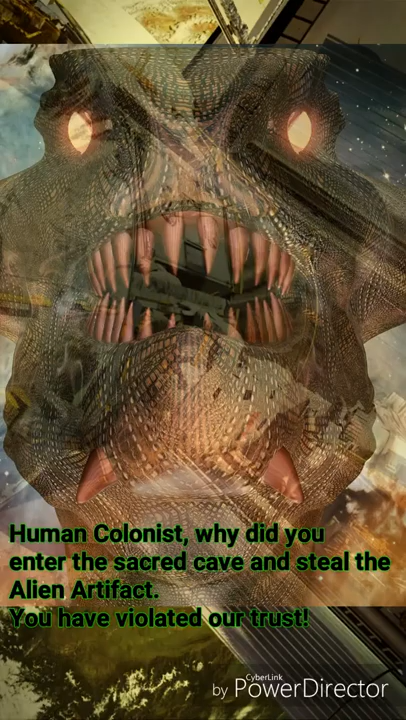 Human Colonist, why did you
enter the sacred cave and steal the
Alien Artifact.
You have violated our trust!
CyberLink
by PowerDirector